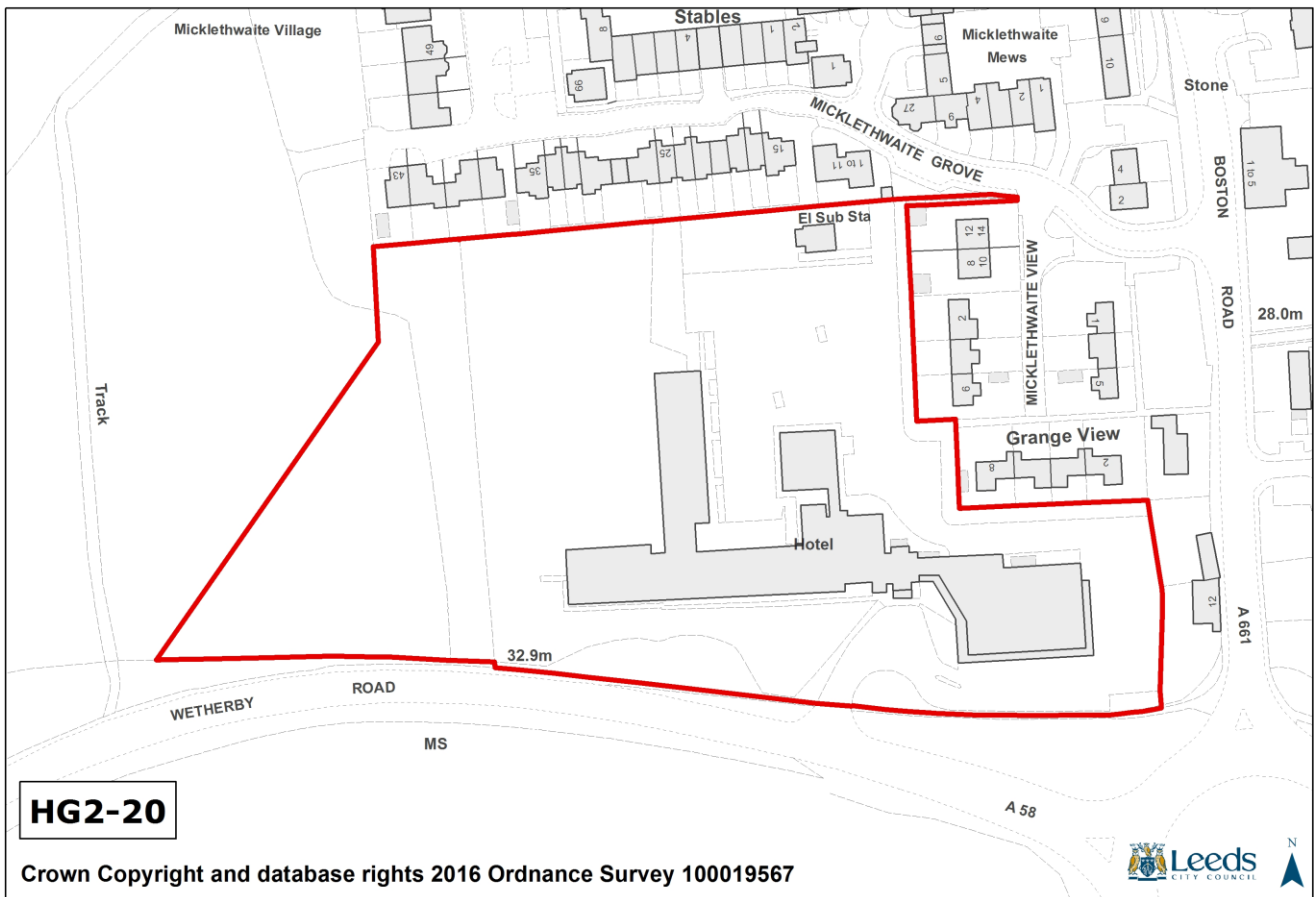 Micklethwaite Village
Stables
Micklethwaite
Mews
Stone
49
8
4
1
2
66
1
6
5
27
6
4
2
1
6
10
MICKLETHWAITE GROVE
43
35
25
15
1 to 11
4
2
BOSTON
ROAD
1 to 5
El Sub Sta
12
14
8
10
MICKLETHWAITE VIEW
28.0m
2
6
1
5
Track
Grange View
8
2
Hotel
12
A 661
32.9m
WETHERBY
ROAD
MS
A 58
HG2-20
Crown Copyright and database rights 2016 Ordnance Survey 100019567
Leeds
CITY COUNCIL
N